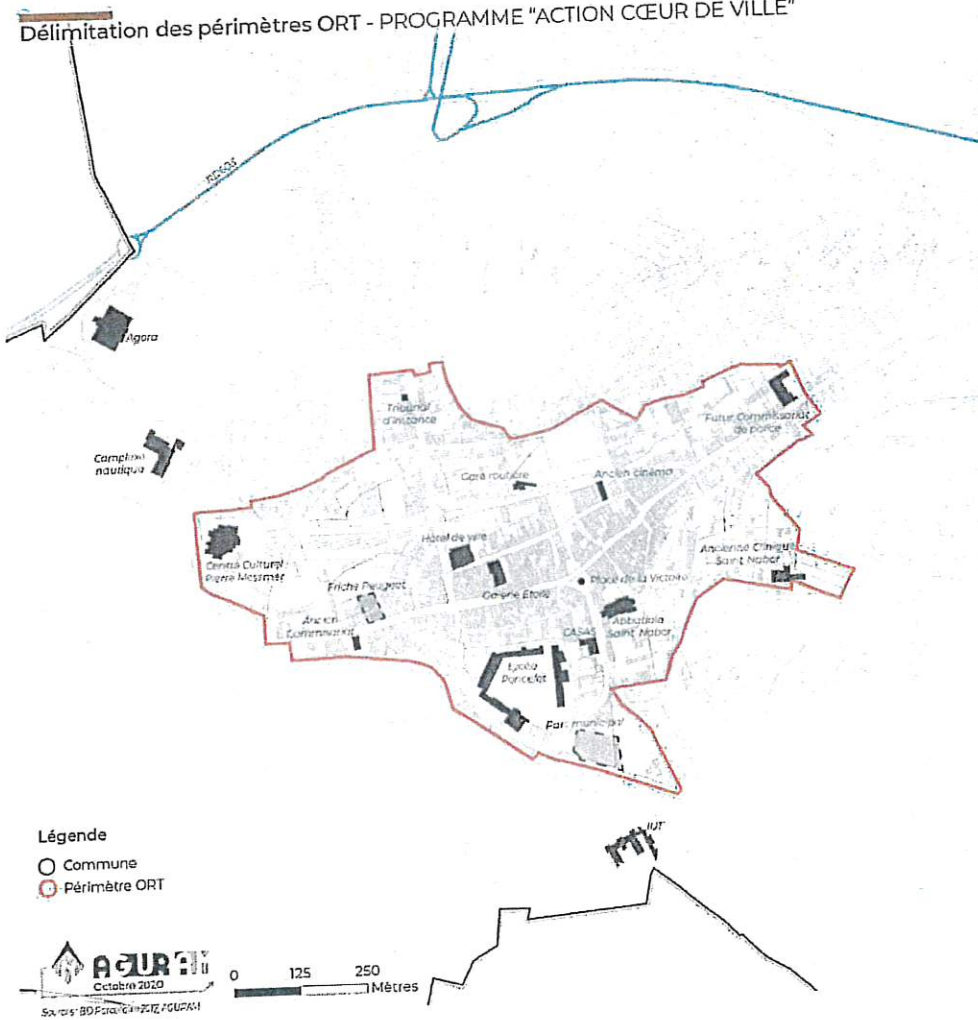 Délimitation des périmètres ORT - PROGRAMME "ACTION CŒUR DE VILLE"
Agora
Tribunal
d'instance
Futur Commissariat
de police
Complexe
nautique
Gare routière
Ancien cinéma
Hôtel de ville
Ancienne Clinique
Saint Nabor
Centre Culturel
Pierre Messmer
Place de la Victoire
Friche Peugeot
Galerie Etoile
Ancien
Commissariat
CASAS
Abbatiale
Saint Nabor
Lycée
Poncelet
Parc municipal
IUT
Légende
Commune
Périmètre ORT
AGURAM
Octobre 2020
0 125 250
Mètres